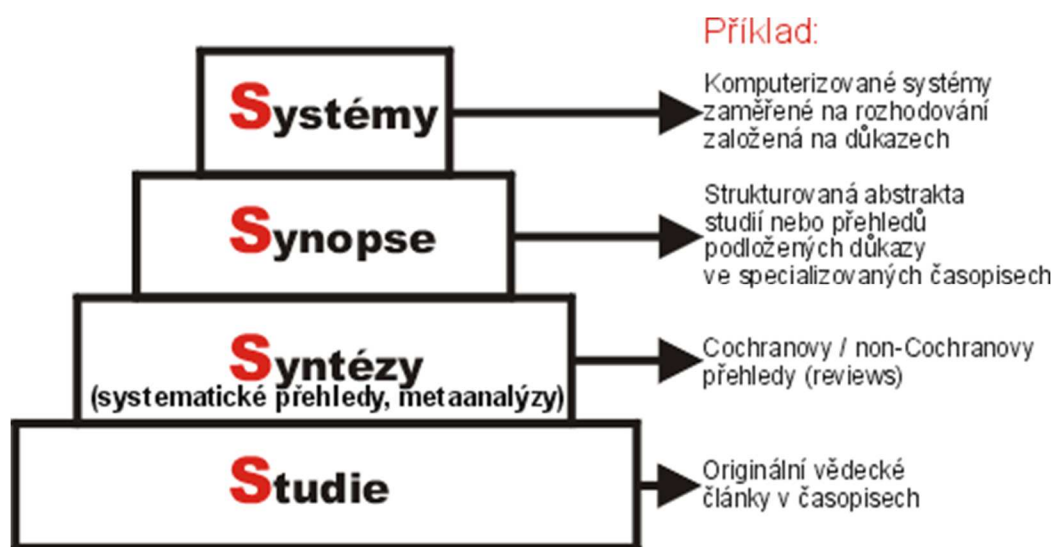 Příklad:
Systémy
Komputerizované systémy
zaměřené na rozhodování
založená na důkazech
Synopse
Strukturovaná abstrakta
studií nebo přehledů
podložených důkazy
ve specializovaných časopisech
Syntézy
(systematické přehledy, metaanalýzy)
Cochranovy / non-Cochranovy
přehledy (reviews)
Studie
Originální vědecké
články v časopisech